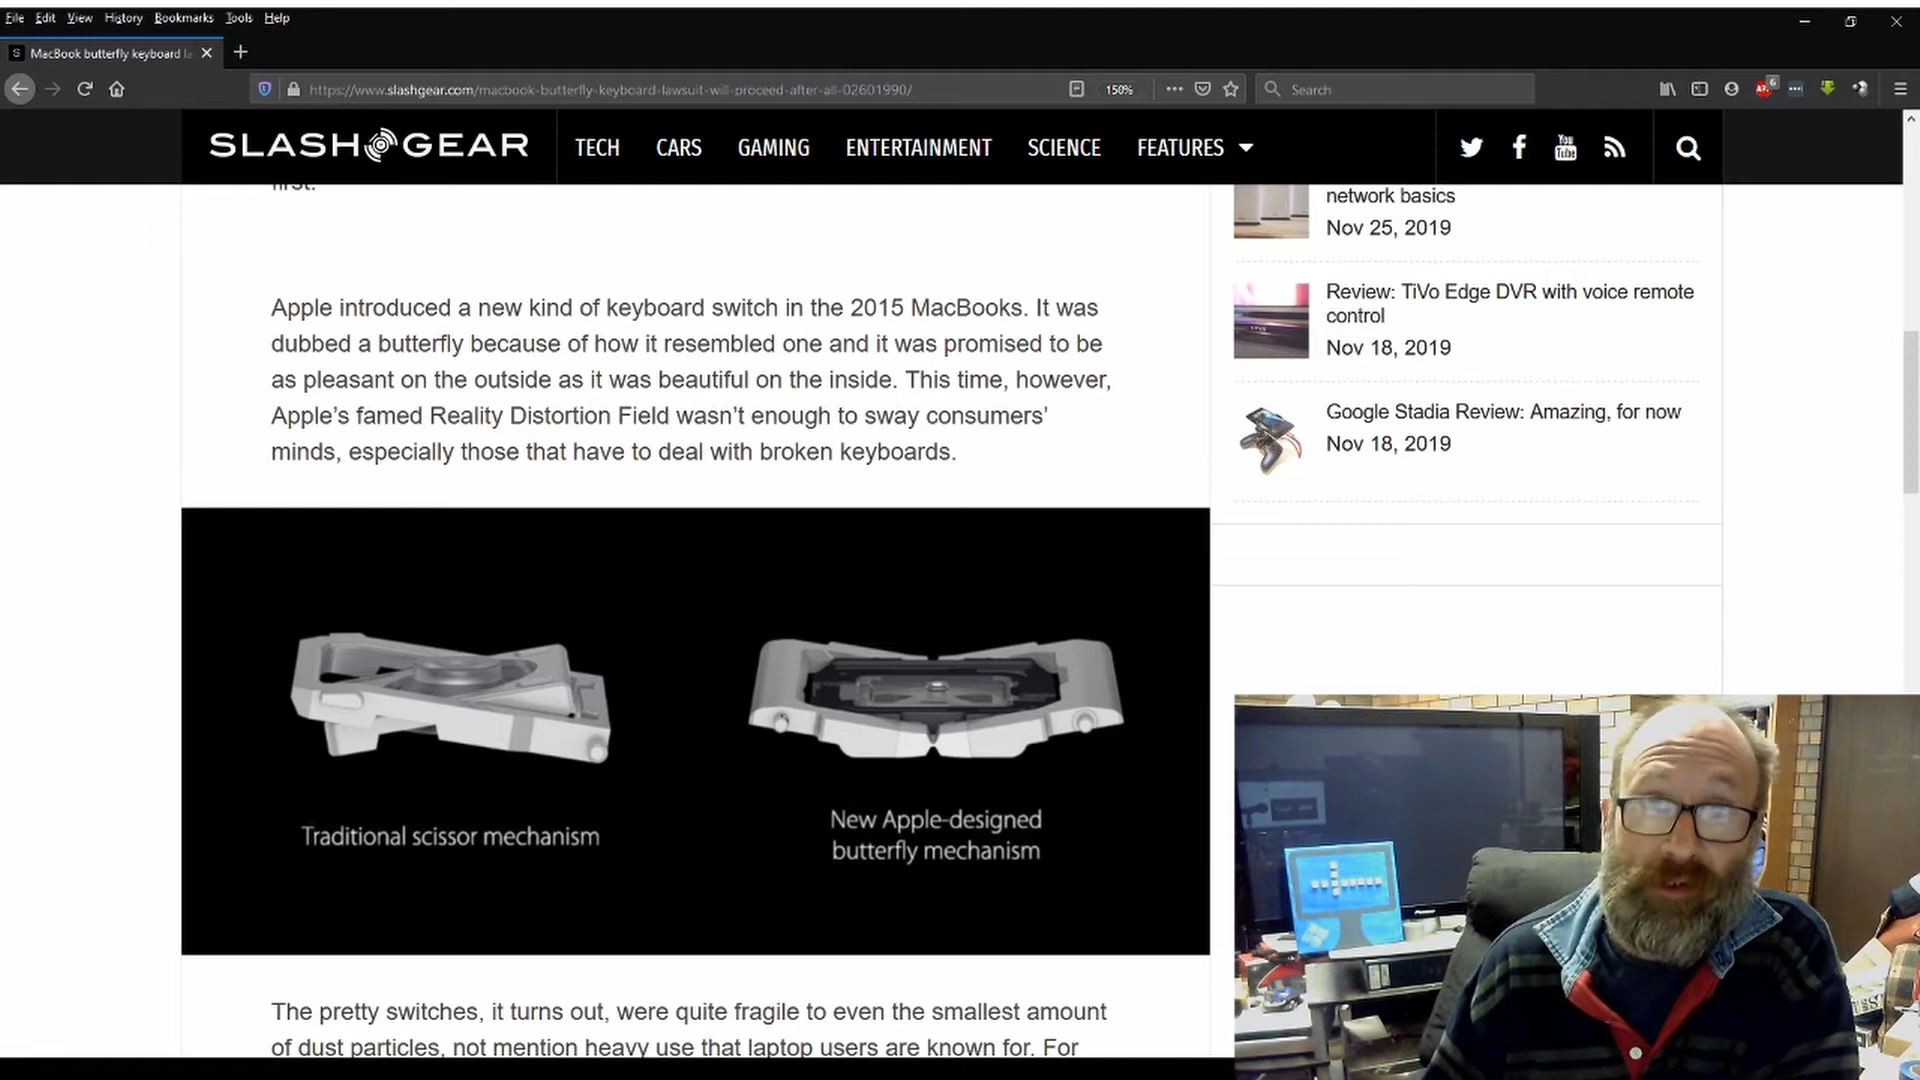 File Edit View History Bookmarks Tools Help
MacBook butterfly keyboard la
https://www.slashgear.com/macbook-butterfly-keyboard-lawsuit-will-proceed-after-all-02601990/
150%
Search
SLASH GEAR
TECH CARS GAMING ENTERTAINMENT SCIENCE FEATURES
You
Tube
first.
Apple introduced a new kind of keyboard switch in the 2015 MacBooks. It was
dubbed a butterfly because of how it resembled one and it was promised to be
as pleasant on the outside as it was beautiful on the inside. This time, however,
Apple’s famed Reality Distortion Field wasn’t enough to sway consumers’
minds, especially those that have to deal with broken keyboards.
Traditional scissor mechanism
New Apple-designed
butterfly mechanism
The pretty switches, it turns out, were quite fragile to even the smallest amount
of dust particles, not mention heavy use that laptop users are known for. For
network basics
Nov 25, 2019
Review: TiVo Edge DVR with voice remote
control
Nov 18, 2019
Google Stadia Review: Amazing, for now
Nov 18, 2019